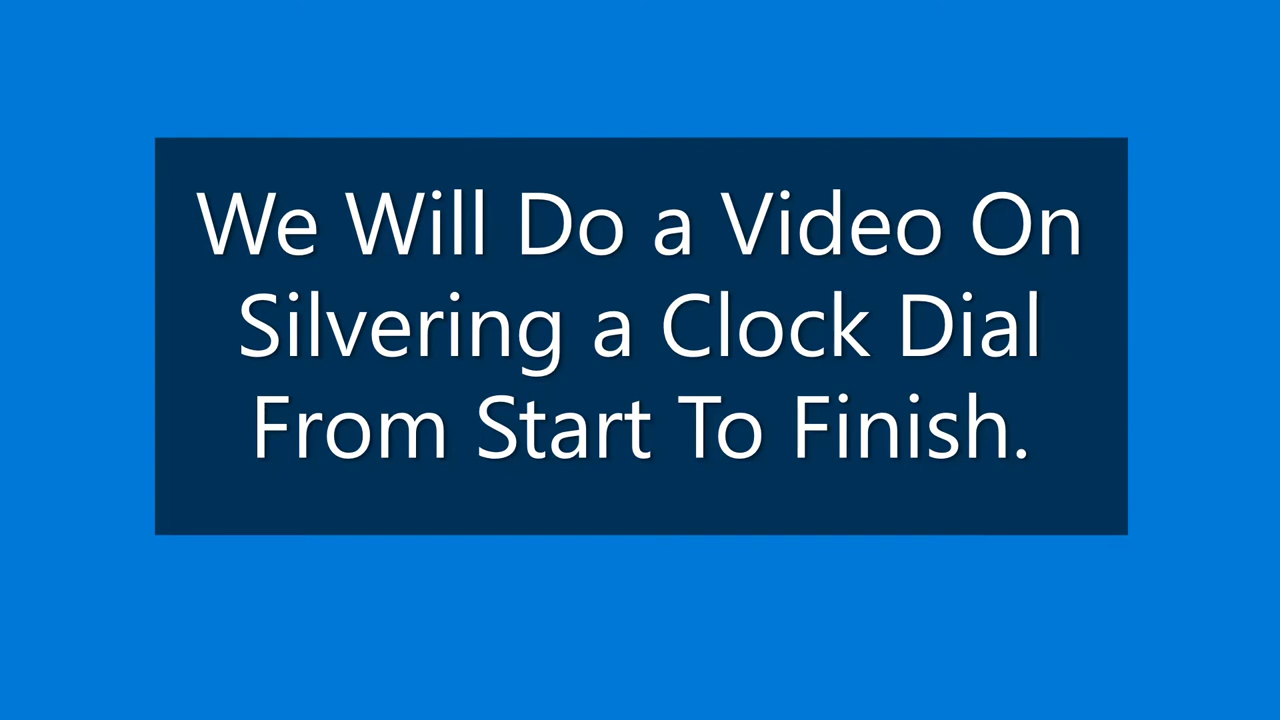 We Will Do a Video On
Silvering a Clock Dial
From Start To Finish.